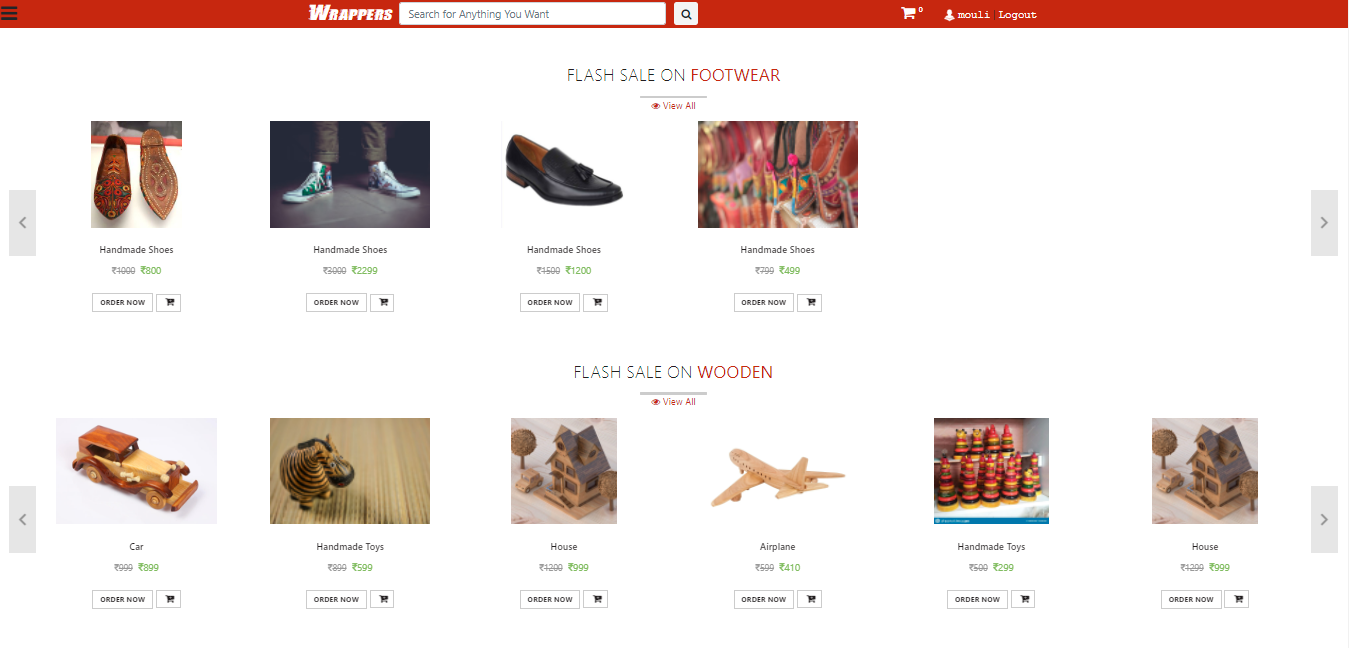 WRAPPERS
Search for Anything You Want
0
mouli | Logout
FLASH SALE ON FOOTWEAR
View All
Handmade Shoes
₹1000 ₹800
ORDER NOW
Handmade Shoes
₹3000 ₹2299
ORDER NOW
Handmade Shoes
₹1500 ₹1200
ORDER NOW
Handmade Shoes
₹799 ₹499
ORDER NOW
FLASH SALE ON WOODEN
View All
Car
₹999 ₹899
ORDER NOW
Handmade Toys
₹899 ₹599
ORDER NOW
House
₹1200 ₹999
ORDER NOW
Airplane
₹599 ₹410
ORDER NOW
Handmade Toys
₹500 ₹299
ORDER NOW
House
₹1299 ₹999
ORDER NOW